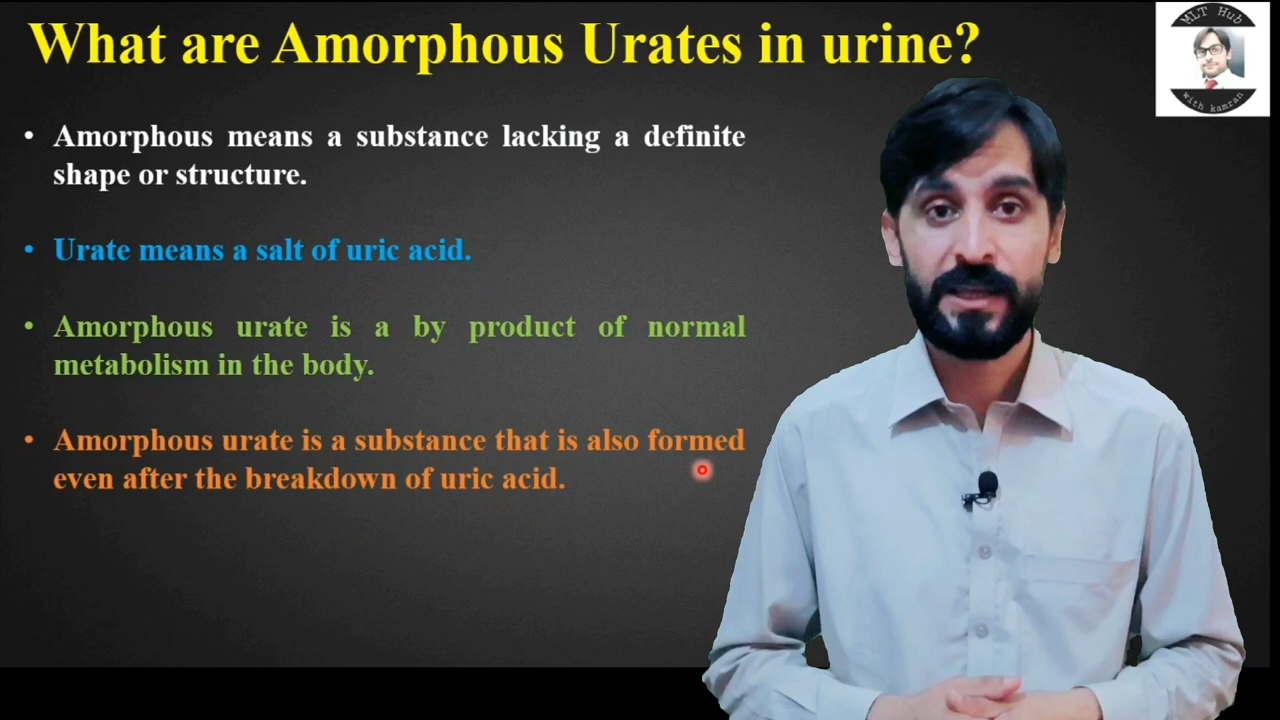 What are Amorphous Urates in urine?
MLT Hub
with kamran
• Amorphous means a substance lacking a definite
shape or structure.
• Urate means a salt of uric acid.
• Amorphous urate is a by product of normal
metabolism in the body.
• Amorphous urate is a substance that is also formed
even after the breakdown of uric acid.